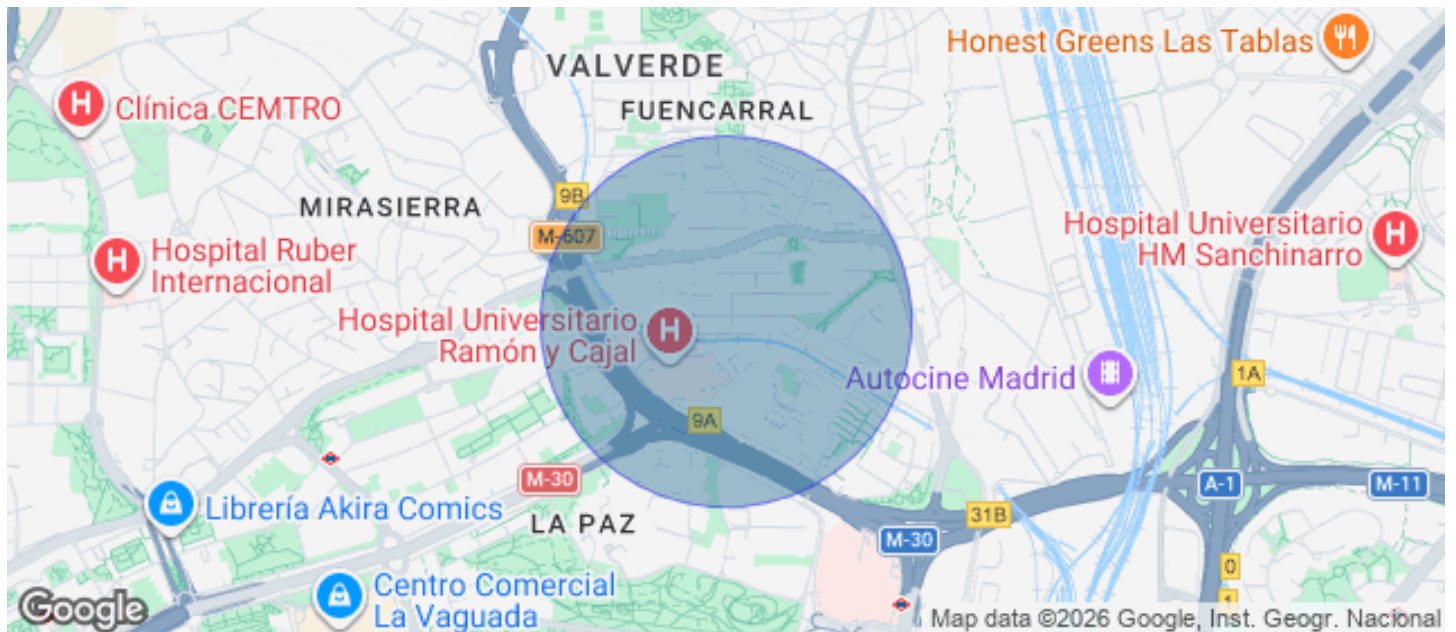 Honest Greens Las Tablas
VALVERDE
Clínica CEMTRO
FUENCARRAL
9B
MIRASIERRA
M-607
Hospital Universitario
HM Sanchinarro
Hospital Ruber
Internacional
Hospital Universitario
Ramón y Cajal
Autocine Madrid
1A
9A
M-30
A-1
M-11
Librería Akira Comics
LA PAZ
31B
M-30
0
1
Centro Comercial
La Vaguada
Google
Map data ©2026 Google, Inst. Geogr. Nacional